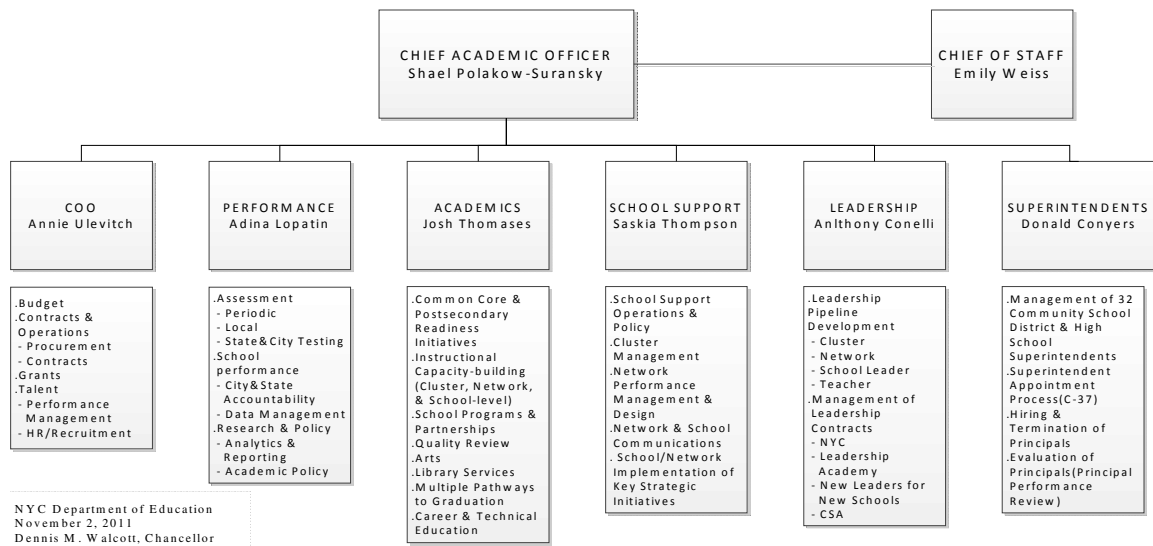 CHIEF ACADEMIC OFFICER
Shael Polakow-Suransky
CHIEF OF STAFF
Emily Weiss
COO
Annie Ulevitch
PERFORMANCE
Adina Lopatin
ACADEMICS
Josh Thomases
SCHOOL SUPPORT
Saskia Thompson
LEADERSHIP
Anlthony Conelli
SUPERINTENDENTS
Donald Conyers
.Budget
.Contracts &
Operations
- Procurement
- Contracts
.Grants
.Talent
- Performance
Management
- HR/Recruitment
.Assessment
- Periodic
- Local
- State&City Testing
.School
performance
- City&State
Accountability
- Data Management
.Research & Policy
- Analytics &
Reporting
- Academic Policy
.Common Core &
Postsecondary
Readiness
Initiatives
.Instructional
Capacity-building
(Cluster, Network,
& School-level)
.School Programs &
Partnerships
.Quality Review
.Arts
.Library Services
.Multiple Pathways
to Graduation
.Career & Technical
Education
.School Support
Operations &
Policy
.Cluster
Management
.Network
Performance
Management &
Design
.Network & School
Communications
. School/Network
Implementation of
Key Strategic
Initiatives
.Leadership
Pipeline
Development
- Cluster
- Network
- School Leader
- Teacher
.Management of
Leadership
Contracts
- NYC
- Leadership
Academy
- New Leaders for
New Schools
- CSA
.Management of 32
Community School
District & High
School
Superintendents
.Superintendent
Appointment
Process(C-37)
.Hiring &
Termination of
Principals
.Evaluation of
Principals(Principal
Performance
Review)
NYC Department of Education
November 2, 2011
Dennis M. Walcott, Chancellor